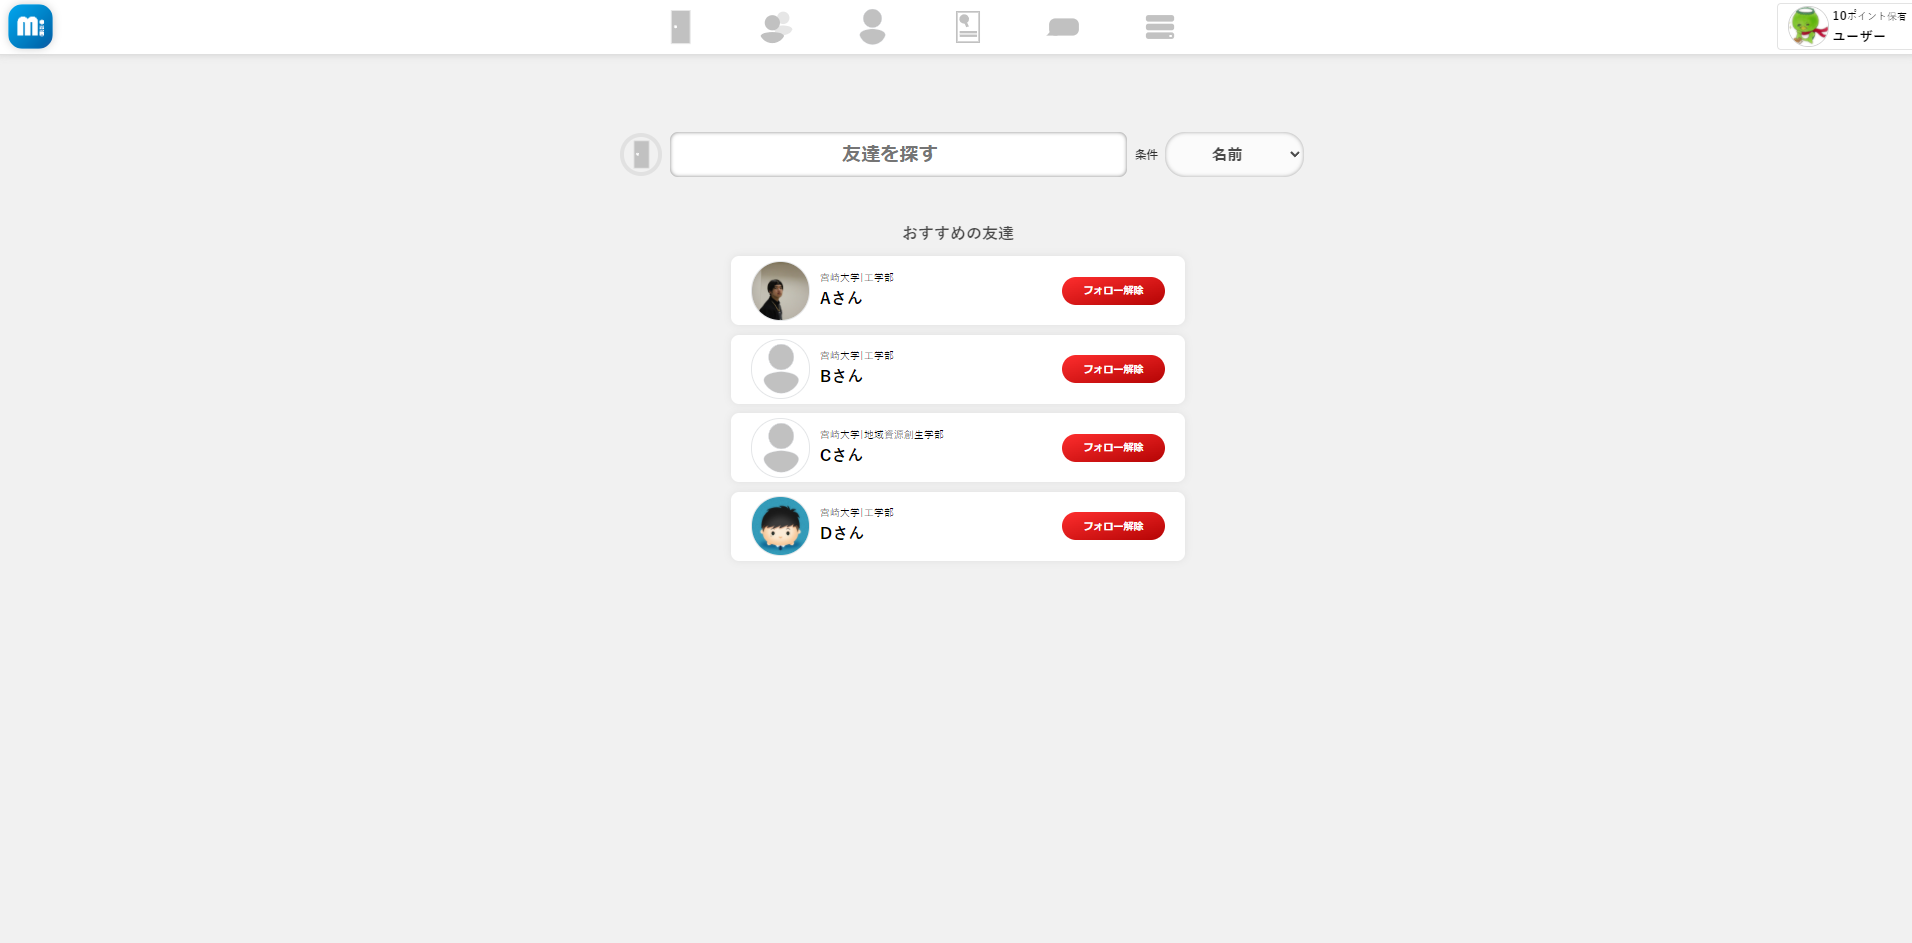 10ポイント保有
ユーザー
友達を探す
条件
名前
おすすめの友達
宮崎大学|工学部
Aさん
フォロー解除
宮崎大学|工学部
Bさん
フォロー解除
宮崎大学|地域資源創生学部
Cさん
フォロー解除
宮崎大学|工学部
Dさん
フォロー解除